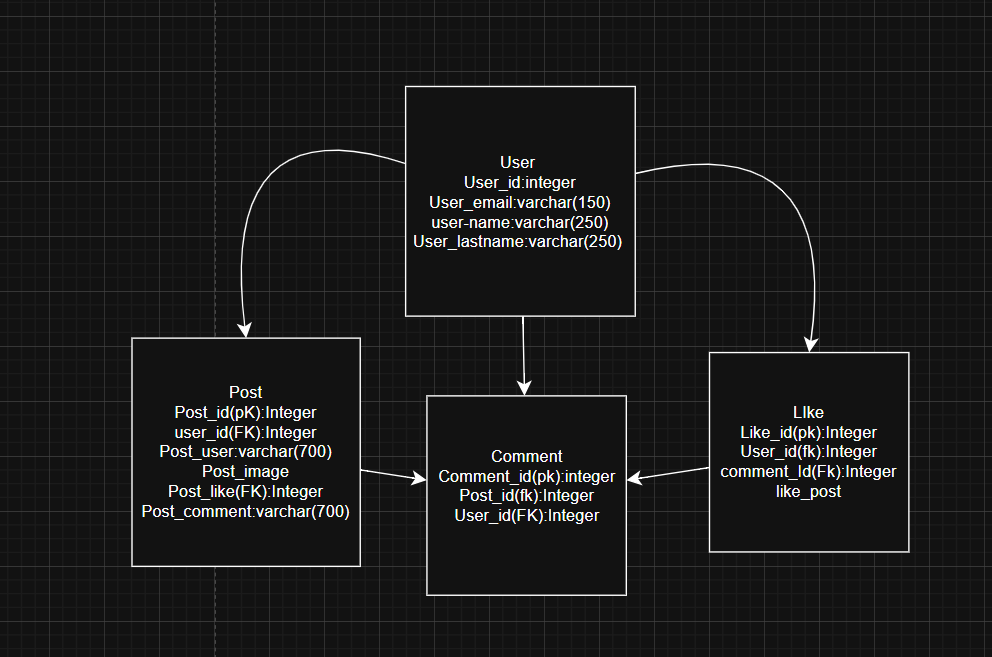 User
User_id:integer
User_email:varchar(150)
user-name:varchar(250)
User_lastname:varchar(250)
Post
Post_id(pK):Integer
user_id(FK):Integer
Post_user:varchar(700)
Post_image
Post_like(FK):Integer
Post_comment:varchar(700)
Comment
Comment_id(pk):integer
Post_id(fk):Integer
User_id(FK):Integer
LIke
Like_id(pk):Integer
User_id(fk):Integer
comment_Id(Fk):Integer
like_post